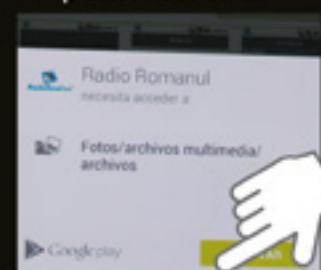 Radio Romanul
necesita acceder a
Fotos/archivos multimedia/
archivos
Google play